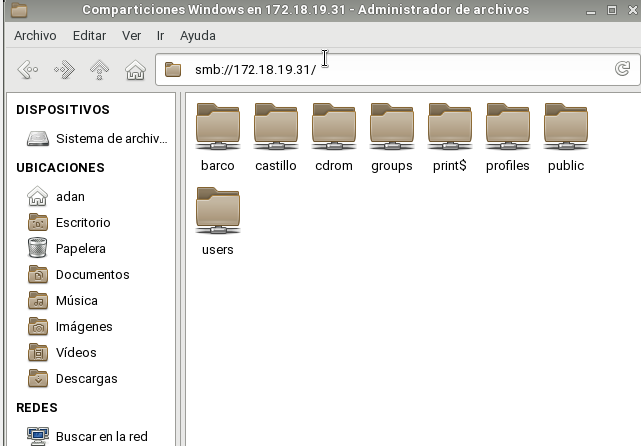 Comparticiones Windows en 172.18.19.31 - Administrador de archivos
Archivo Editar Ver Ir Ayuda
smb://172.18.19.31/
DISPOSITIVOS
Sistema de archiv...
UBICACIONES
adan
Escritorio
Papelera
Documentos
Música
Imágenes
Vídeos
Descargas
REDES
Buscar en la red
barco castillo cdrom groups print$ profiles public
users